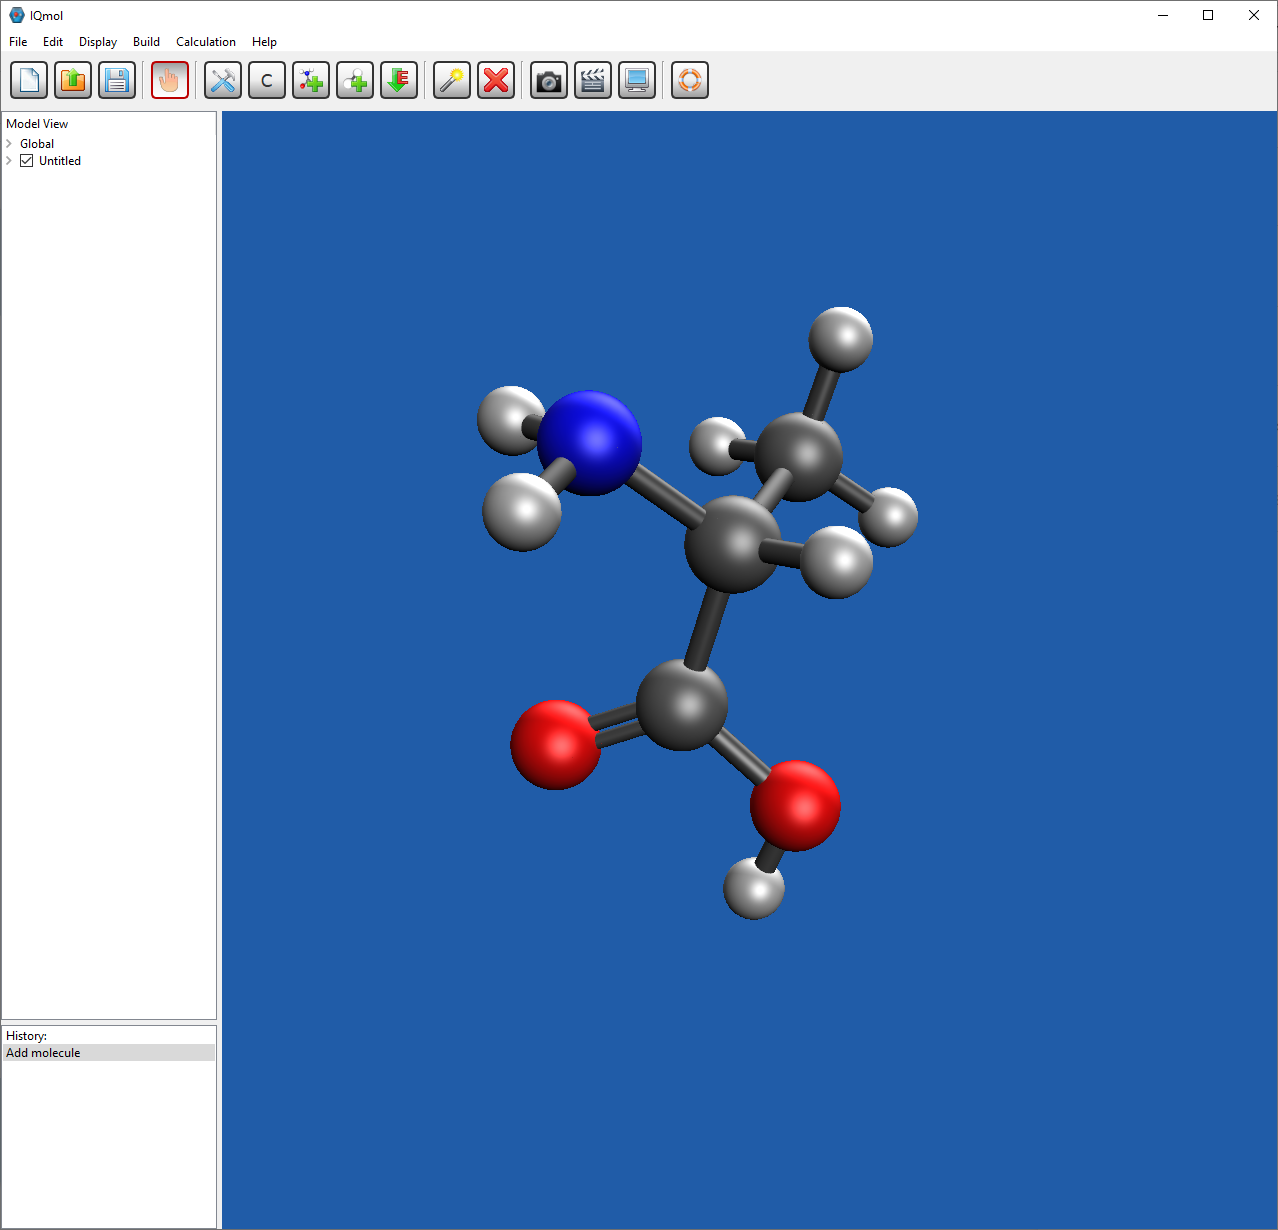 IQmol
File Edit Display Build Calculation Help
C E
Model View
Global
Untitled
History:
Add molecule